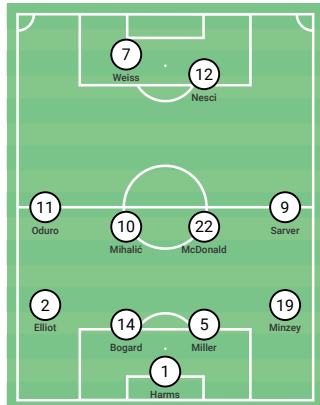 7
Weiss
12
Nesci
11
Oduro
10
Mihalić
22
McDonald
9
Sarver
2
Elliot
14
Bogard
5
Miller
19
Minzey
1
Harms